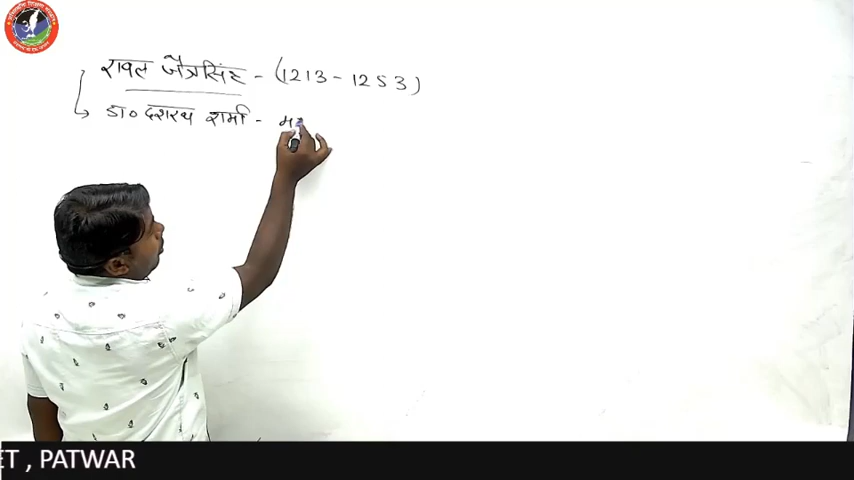 रावल जैत्रसिंह - (1213 - 1253)
डा० दशरथ शर्मा -
ET , PATWAR